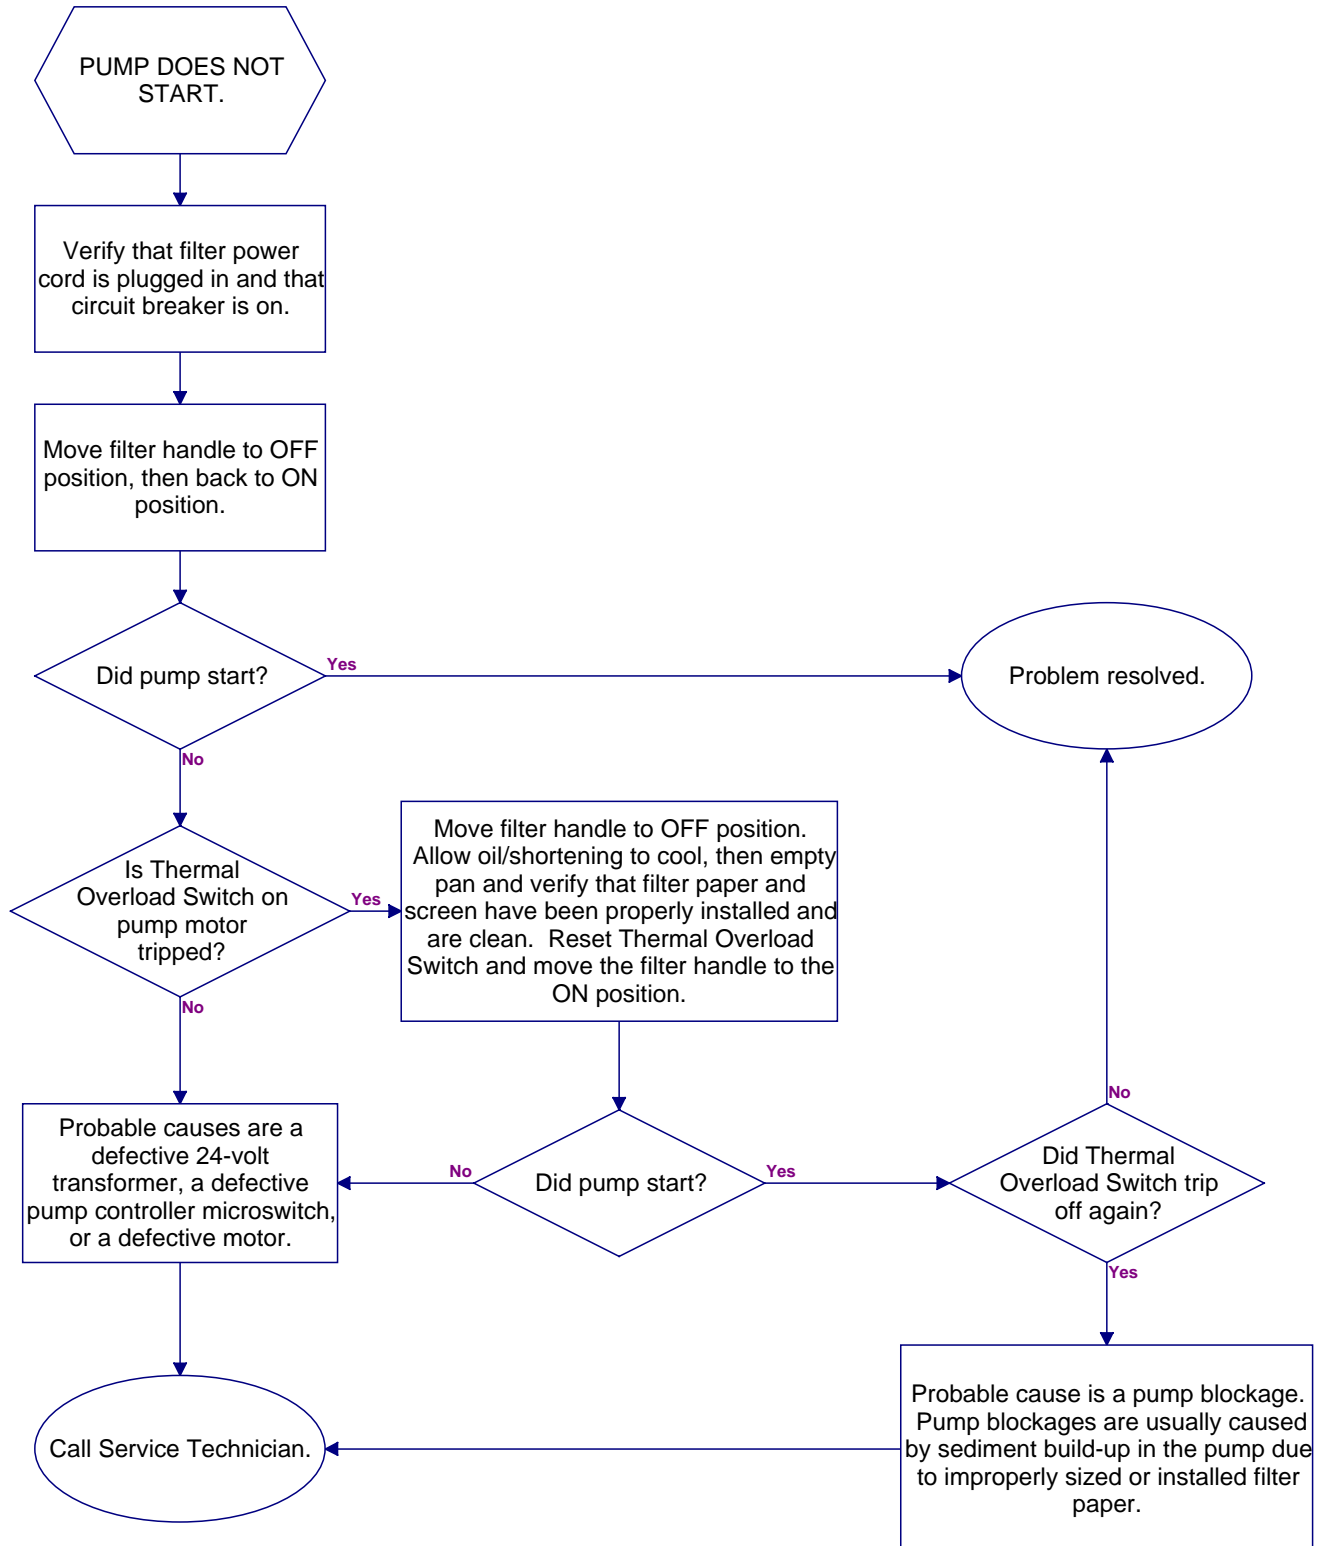 PUMP DOES NOT
START.
Verify that filter power
cord is plugged in and that
circuit breaker is on.
Move filter handle to OFF
position, then back to ON
position.
Did pump start?
Yes
Problem resolved.
No
Is Thermal
Overload Switch on
pump motor
tripped?
Yes
Move filter handle to OFF position.
Allow oil/shortening to cool, then empty
pan and verify that filter paper and
screen have been properly installed and
are clean.  Reset Thermal Overload
Switch and move the filter handle to the
ON position.
No
Probable causes are a
defective 24-volt
transformer, a defective
pump controller microswitch,
or a defective motor.
No
Did pump start?
Yes
No
Did Thermal
Overload Switch trip
off again?
Yes
Call Service Technician.
Probable cause is a pump blockage.
Pump blockages are usually caused
by sediment build-up in the pump due
to improperly sized or installed filter
paper.